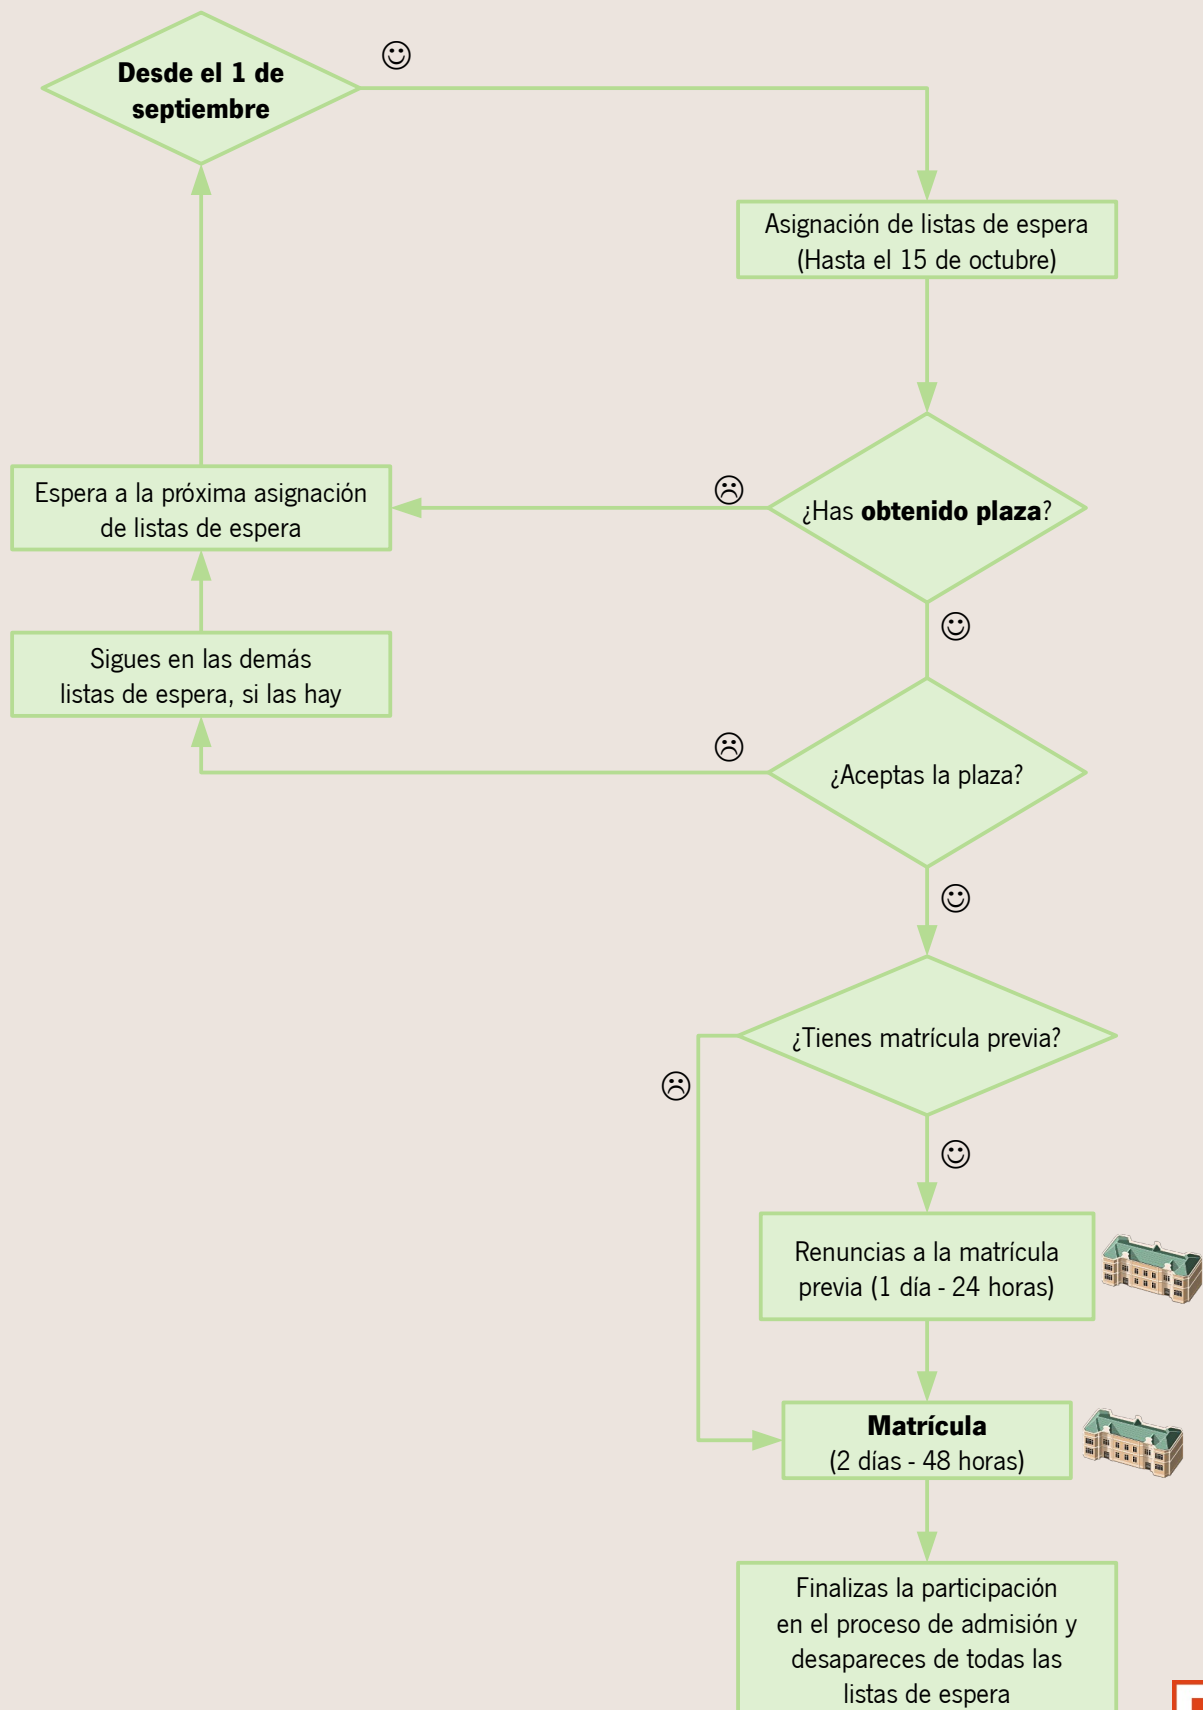 Desde el 1 de
septiembre
Asignación de listas de espera
(Hasta el 15 de octubre)
¿Has obtenido plaza?
Espera a la próxima asignación
de listas de espera
Sigues en las demás
listas de espera, si las hay
¿Aceptas la plaza?
¿Tienes matrícula previa?
Renuncias a la matrícula
previa (1 día - 24 horas)
Matrícula
(2 días - 48 horas)
Finalizas la participación
en el proceso de admisión y
desapareces de todas las
listas de espera